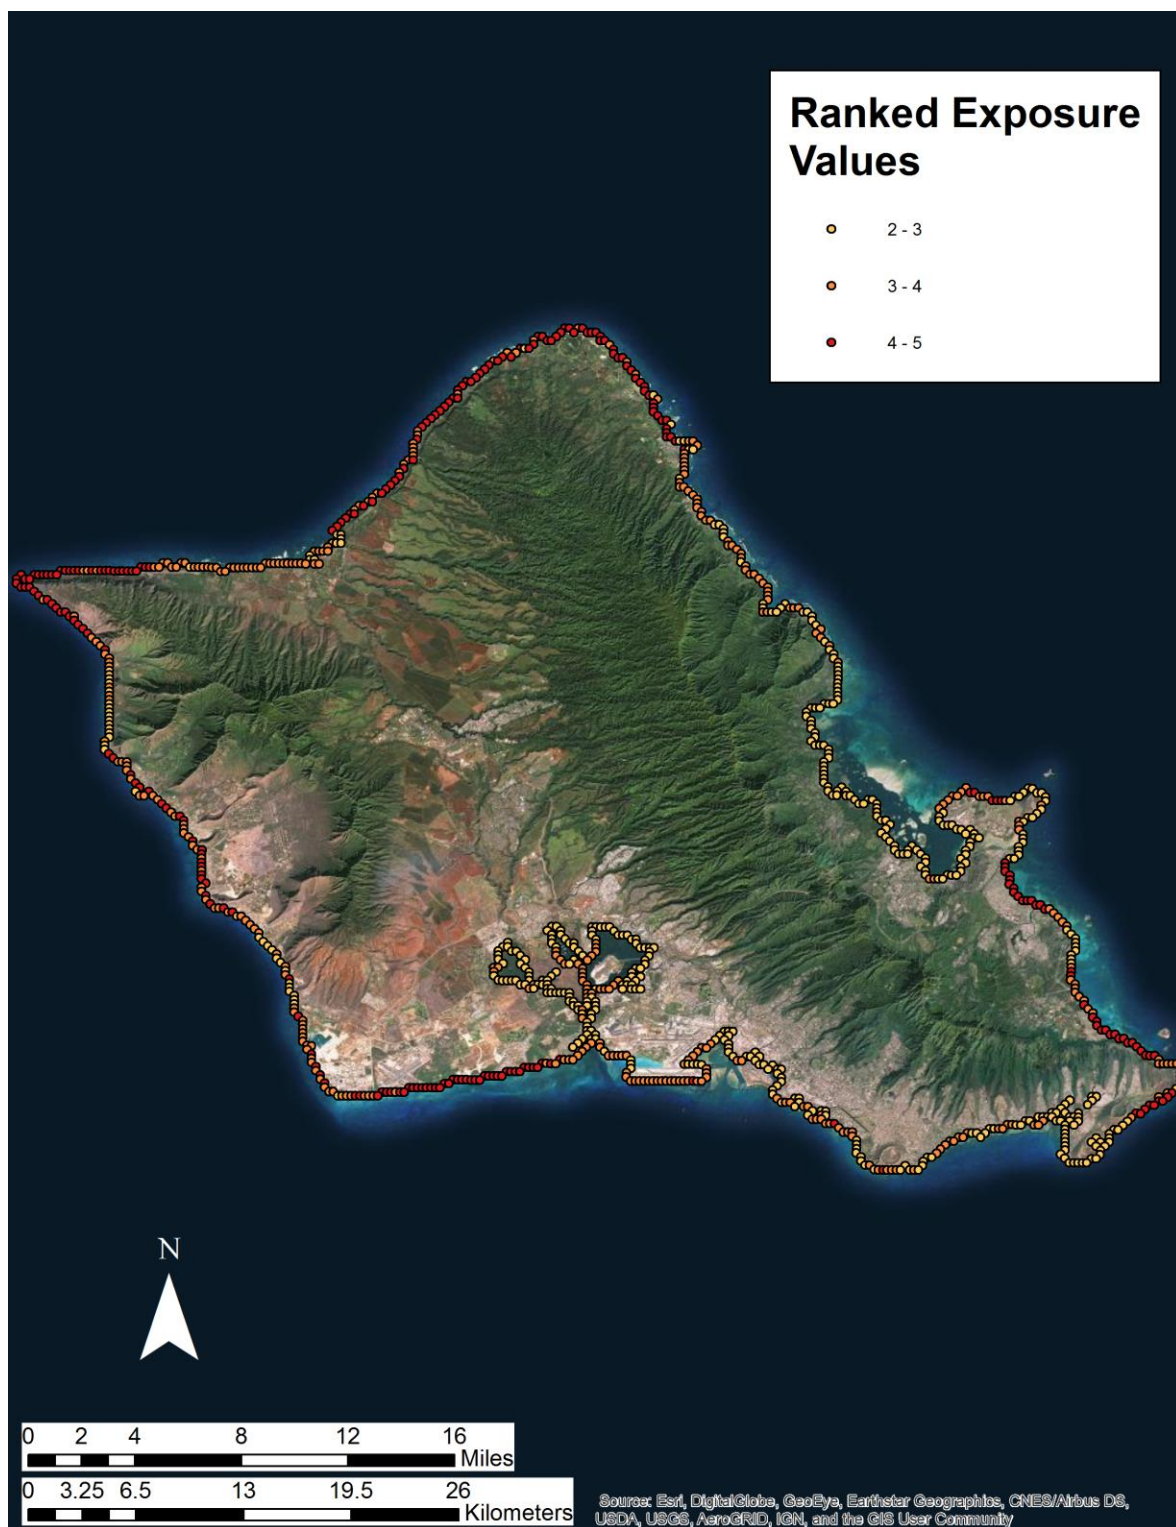 Ranked Exposure
Values
2 - 3
3 - 4
4 - 5
N
0 2 4 8 12 16
Miles
0 3.25 6.5 13 19.5 26
Kilometers
Source: Esri, DigitalGlobe, GeoEye, Earthstar Geographics, CNES/Airbus DS,
USDA, USGS, AeroGRID, IGN, and the GIS User Community